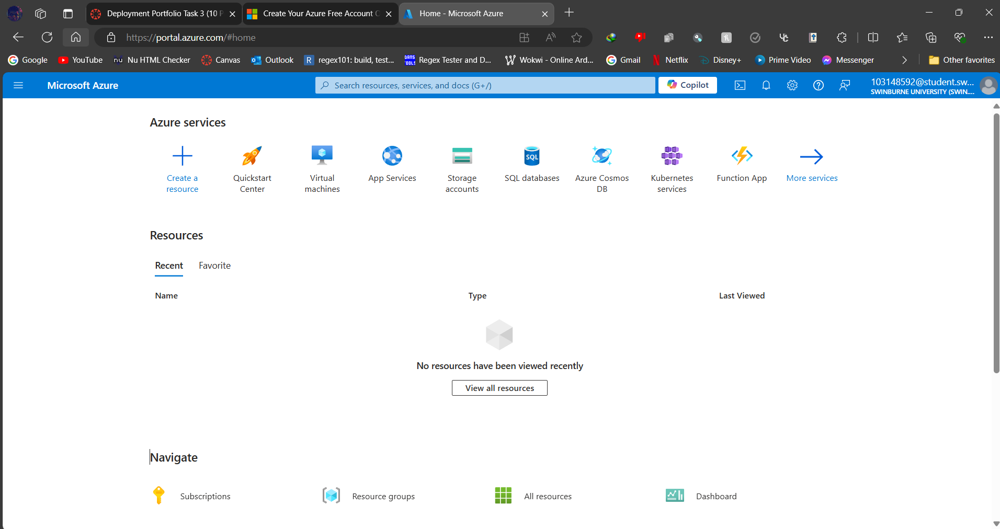 Deployment Portfolio Task 3 (10 P
Create Your Azure Free Account C
Home - Microsoft Azure
https://portal.azure.com/#home
Google
YouTube
nu Nu HTML Checker
Canvas
Outlook
R regex101: build, test...
DANS TOOLS Regex Tester and D...
Wokwi - Online Ard...
Gmail
Netflix
Disney+
Prime Video
Messenger
Other favorites
Microsoft Azure
Search resources, services, and docs (G+/)
Copilot
103148592@student.sw...
SWINBURNE UNIVERSITY (SWIN....
Azure services
Create a
resource
Quickstart
Center
Virtual
machines
App Services
Storage
accounts
SQL
SQL databases
Azure Cosmos
DB
Kubernetes
services
Function App
More services
Resources
Recent
Favorite
Name
Type
Last Viewed
No resources have been viewed recently
View all resources
Navigate
Subscriptions
Resource groups
All resources
Dashboard